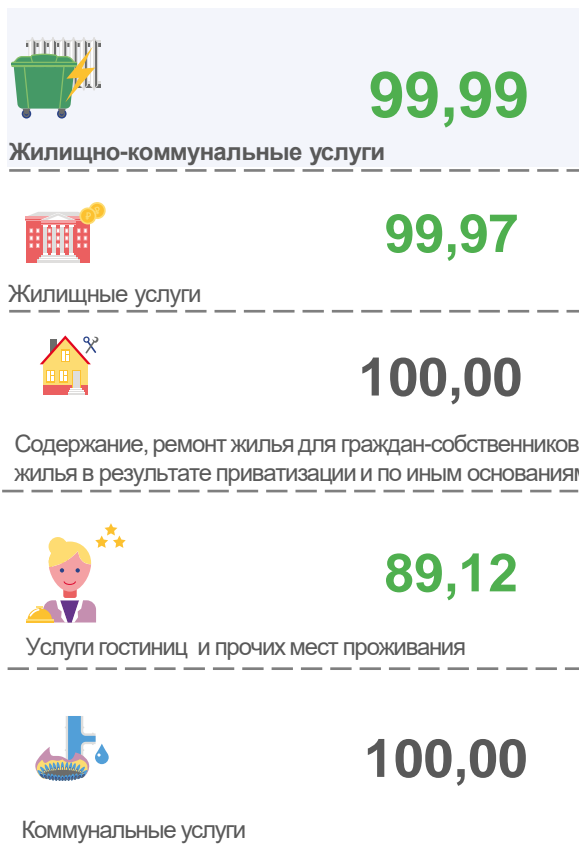 99,99
Жилищно-коммунальные услуги
99,97
Жилищные услуги
100,00
Содержание, ремонт жилья для граждан-собственников
жилья в результате приватизации и по иным основаниям
89,12
Услуги гостиниц и прочих мест проживания
100,00
Коммунальные услуги